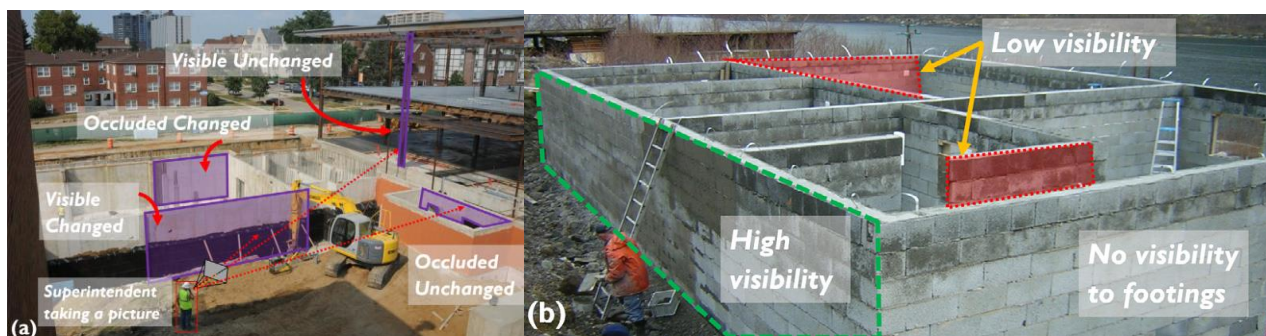 Visible Unchanged
Occluded Changed
Visible
Changed
Superintendent
taking a picture
Occluded
Unchanged
(a)
Low visibility
High
visibility
No visibility
to footings
(b)